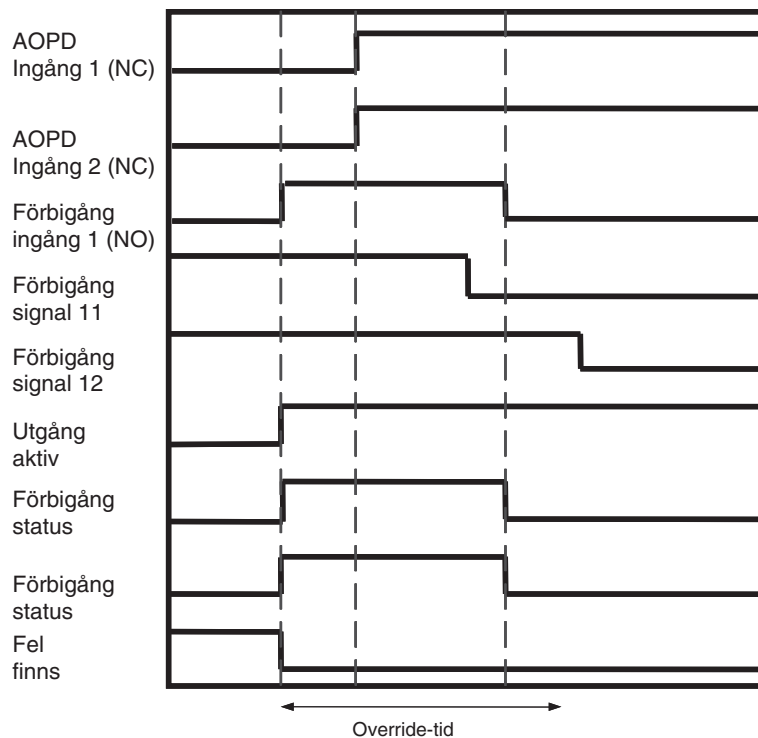 AOPD
Ingång 1 (NC)
AOPD
Ingång 2 (NC)
Förbigång
ingång 1 (NO)
Förbigång
signal 11
Förbigång
signal 12
Utgång
aktiv
Förbigång
status
Förbigång
status
Fel
finns
Override-tid